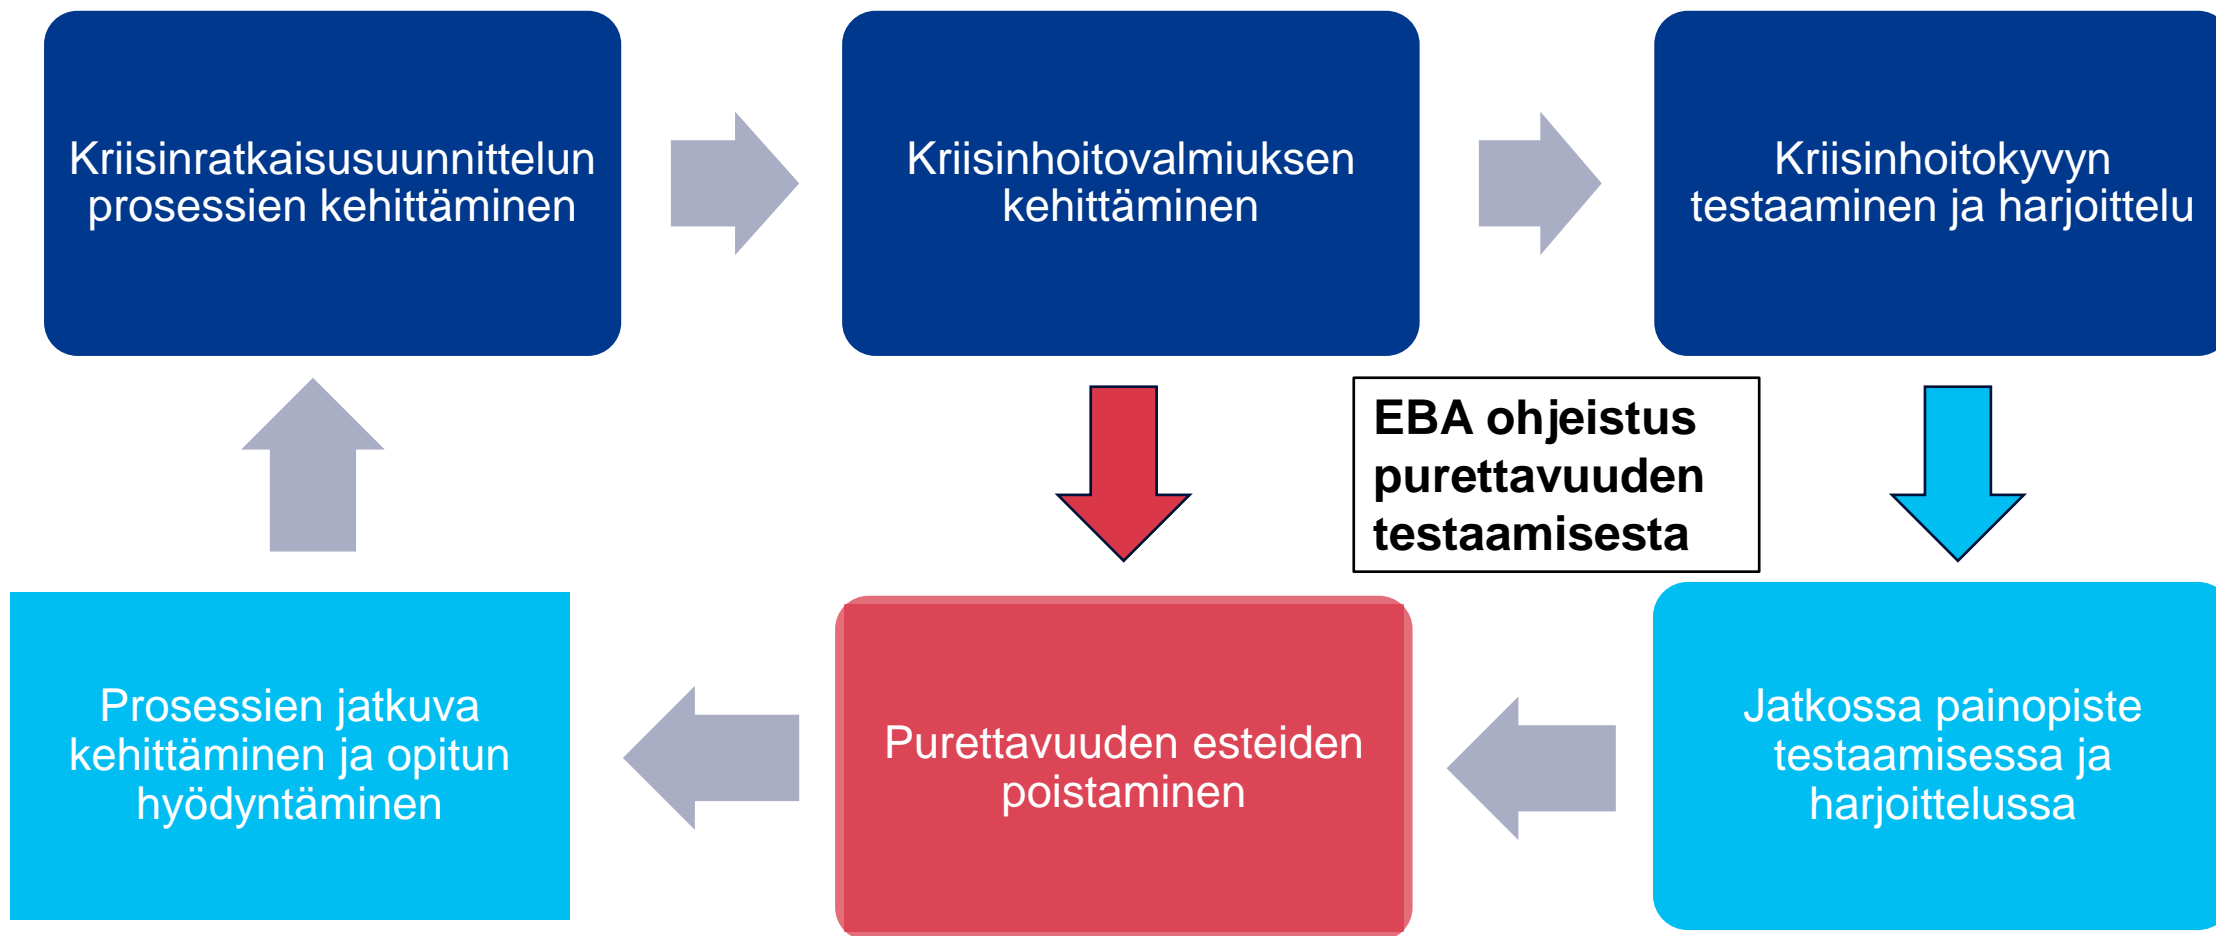 Kriisinratkaisusuunnittelun
prosessien kehittäminen
Kriisinhoitovalmiuksen
kehittäminen
Kriisinhoitokyvyn
testaaminen ja harjoittelu
EBA ohjeistus
purettavuuden
testaamisesta
Prosessien jatkuva
kehittäminen ja opitun
hyödyntäminen
Purettavuuden esteiden
poistaminen
Jatkossa painopiste
testaamisessa ja
harjoittelussa